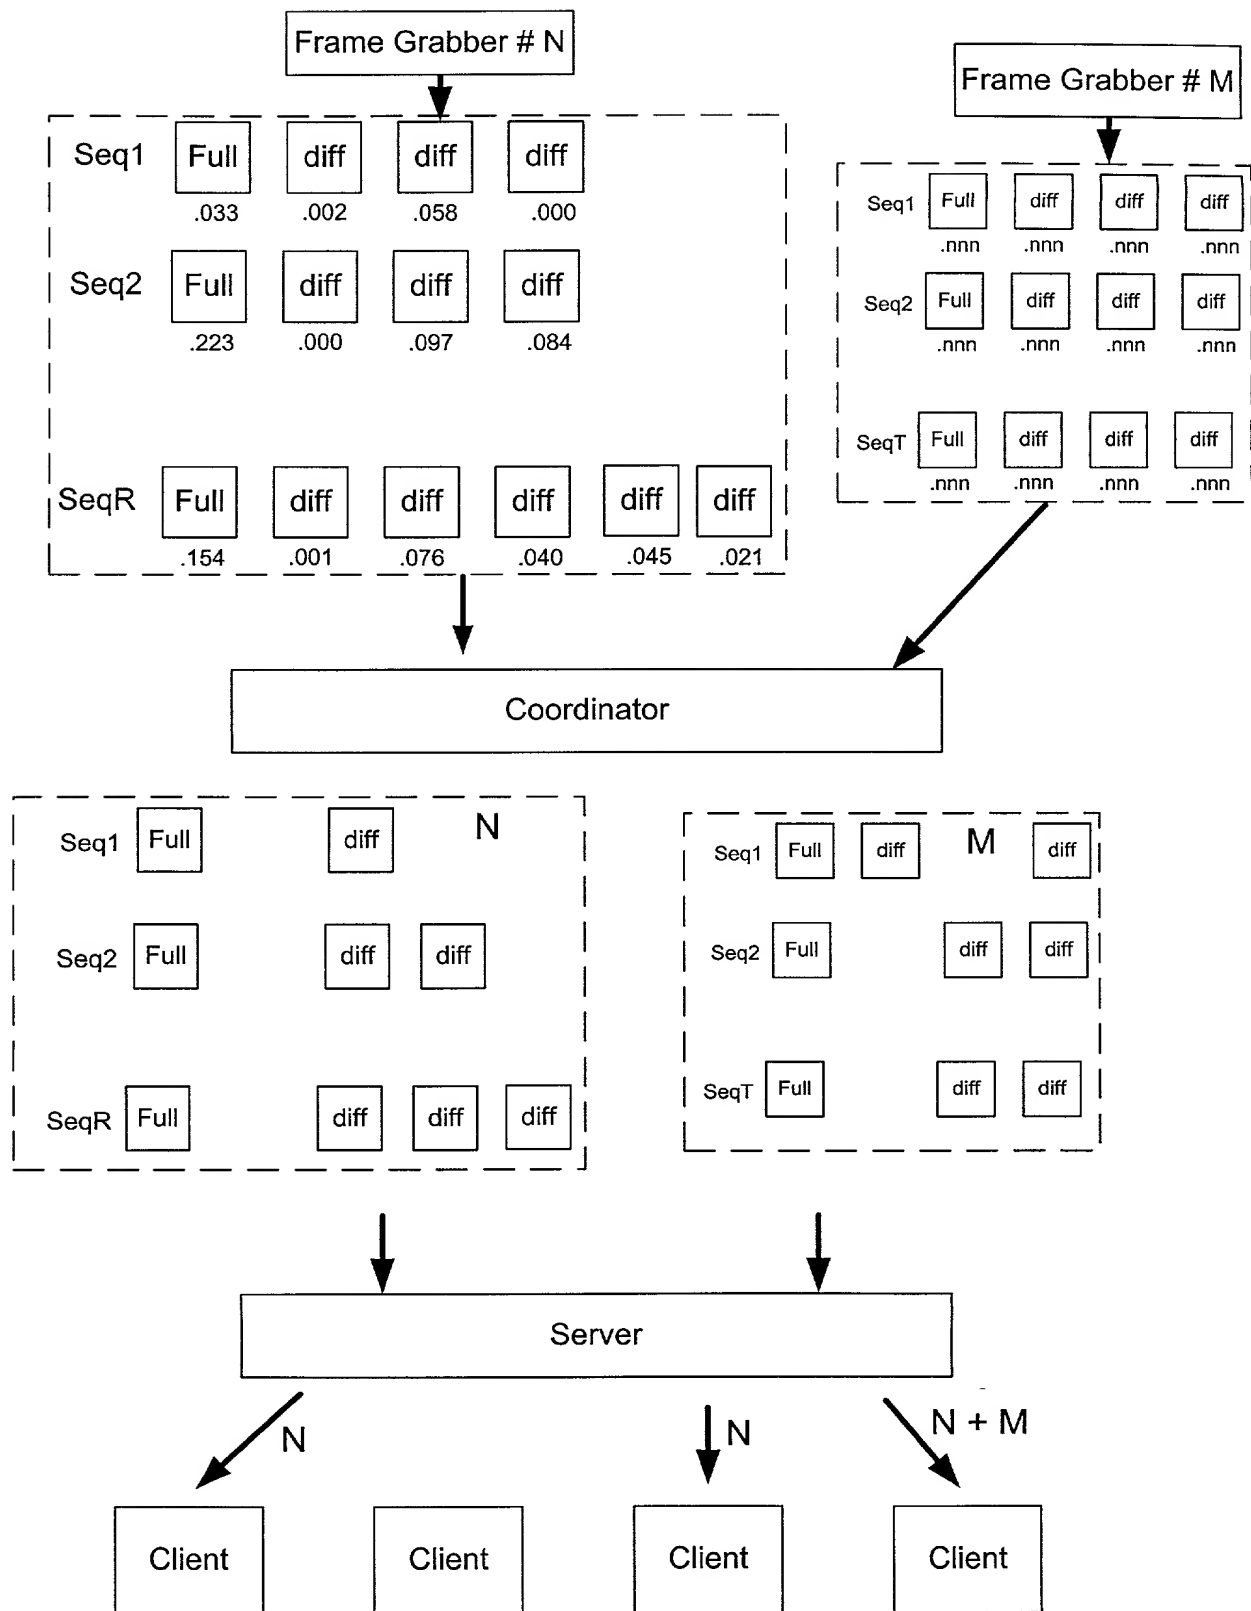 Frame Grabber # N
Frame Grabber # M
Seq1 Full diff diff diff
.033 .002 .058 .000
Seq2 Full diff diff diff
.223 .000 .097 .084
SeqR Full diff diff diff diff diff
.154 .001 .076 .040 .045 .021
Seq1 Full diff diff diff
.nnn .nnn .nnn .nnn
Seq2 Full diff diff diff
.nnn .nnn .nnn .nnn
SeqT Full diff diff diff
.nnn .nnn .nnn .nnn
Coordinator
Seq1 Full diff N
Seq2 Full diff diff
SeqR Full diff diff diff
Seq1 Full diff M diff
Seq2 Full diff diff
SeqT Full diff diff
Server
N N N + M
Client Client Client Client